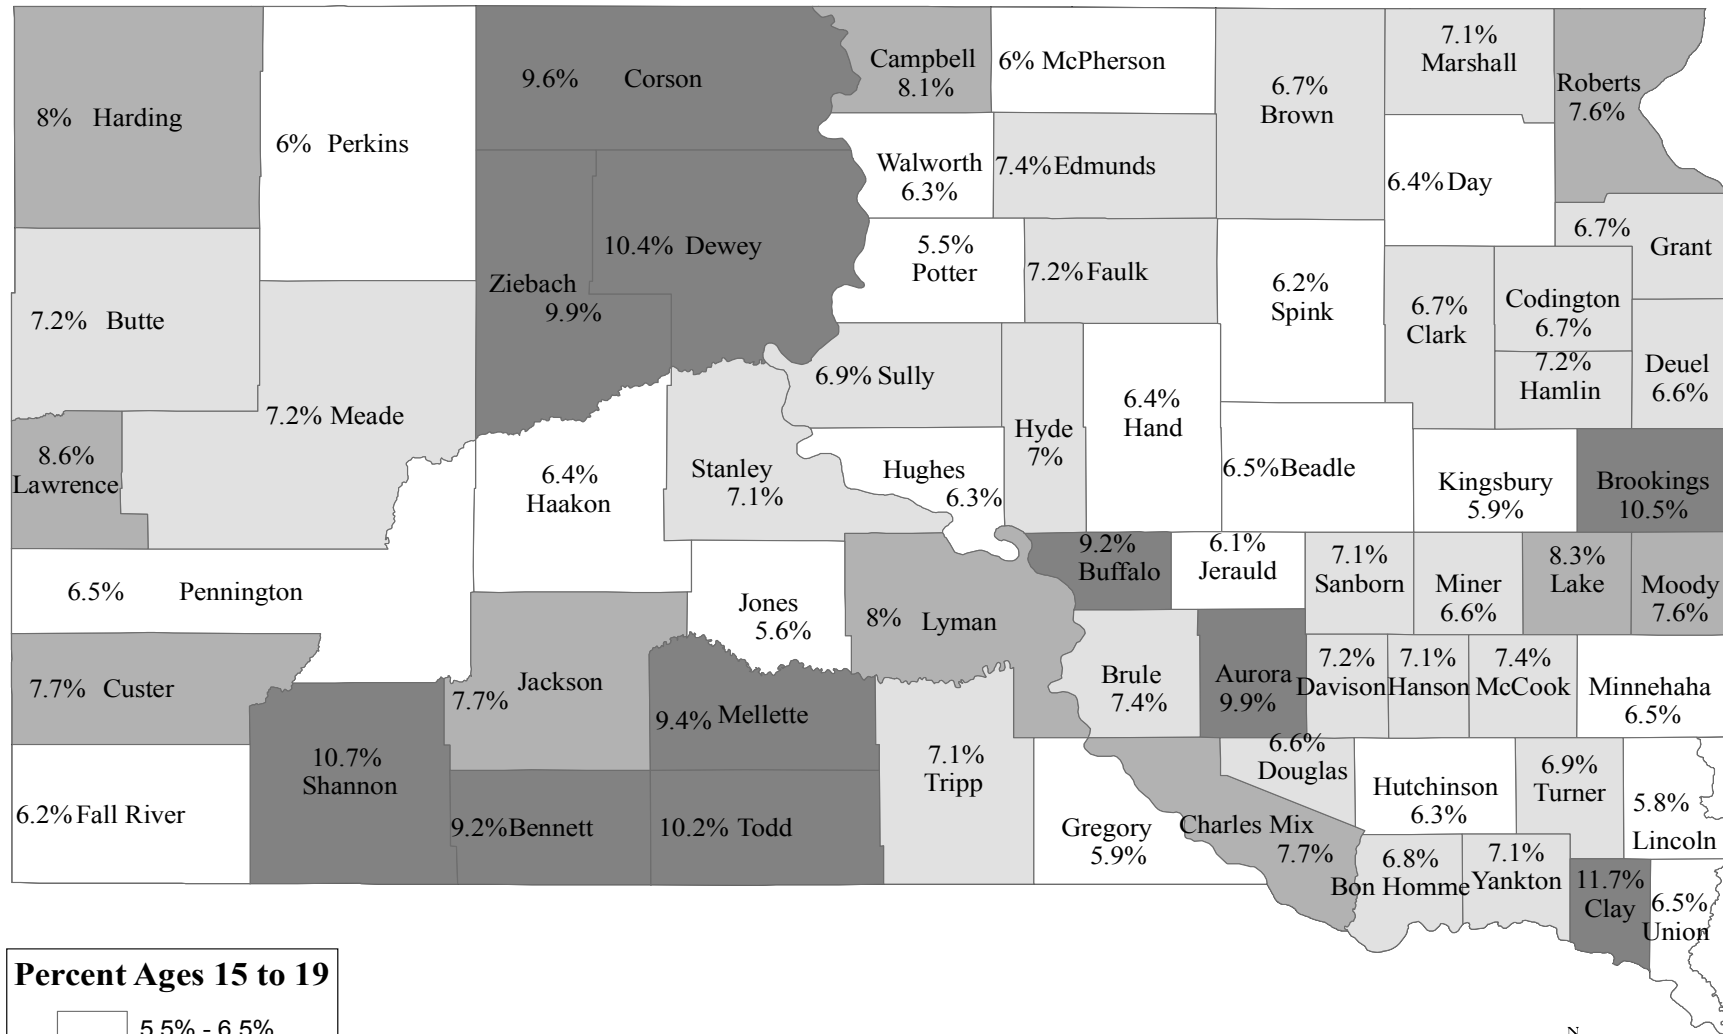 8% Harding
6% Perkins
9.6% Corson
Campbell
8.1%
6% McPherson
6.7%
Brown
7.1%
Marshall
Roberts
7.6%
Walworth
6.3%
7.4% Edmunds
6.4% Day
10.4% Dewey
Ziebach
9.9%
5.5%
Potter
7.2% Faulk
6.2%
Spink
6.7%
Grant
6.7%
Clark
Codington
6.7%
7.2%
Hamlin
Deuel
6.6%
7.2% Butte
7.2% Meade
6.9% Sully
Hyde
7%
6.4%
Hand
8.6%
Lawrence
6.4%
Haakon
Stanley
7.1%
Hughes
6.3%
6.5% Beadle
Kingsbury
5.9%
Brookings
10.5%
6.5% Pennington
Jones
5.6%
8% Lyman
9.2%
Buffalo
6.1%
Jerauld
7.1%
Sanborn
Miner
6.6%
8.3%
Lake
Moody
7.6%
7.7% Custer
Jackson
7.7%
9.4% Mellette
Brule
7.4%
Aurora
9.9%
7.2%
Davison
7.1%
Hanson
7.4%
McCook
Minnehaha
6.5%
6.2% Fall River
10.7%
Shannon
9.2% Bennett
10.2% Todd
7.1%
Tripp
Gregory
5.9%
Charles Mix
7.7%
6.6%
Douglas
Hutchinson
6.3%
6.9%
Turner
5.8%
Lincoln
6.8%
Bon Homme
7.1%
Yankton
11.7%
Clay
6.5%
Union
Percent Ages 15 to 19
5.5% - 6.5%
N